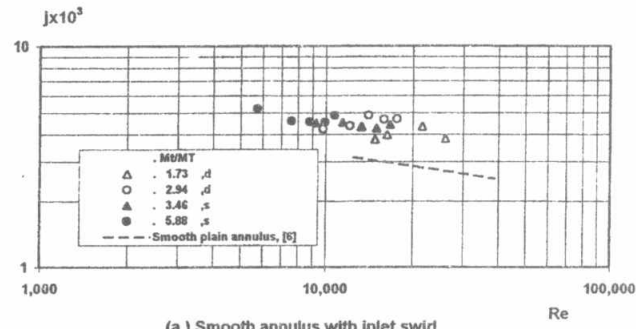 jx10³
10
. Mt/MT
△ . 1.73 ,d
○ . 2.94 ,d
▲ . 3.46 ,s
● . 5.88 ,s
--- Smooth plain annulus, [6]
1
1,000 10,000 100,000
Re
(a ) Smooth annulus with inlet swirl